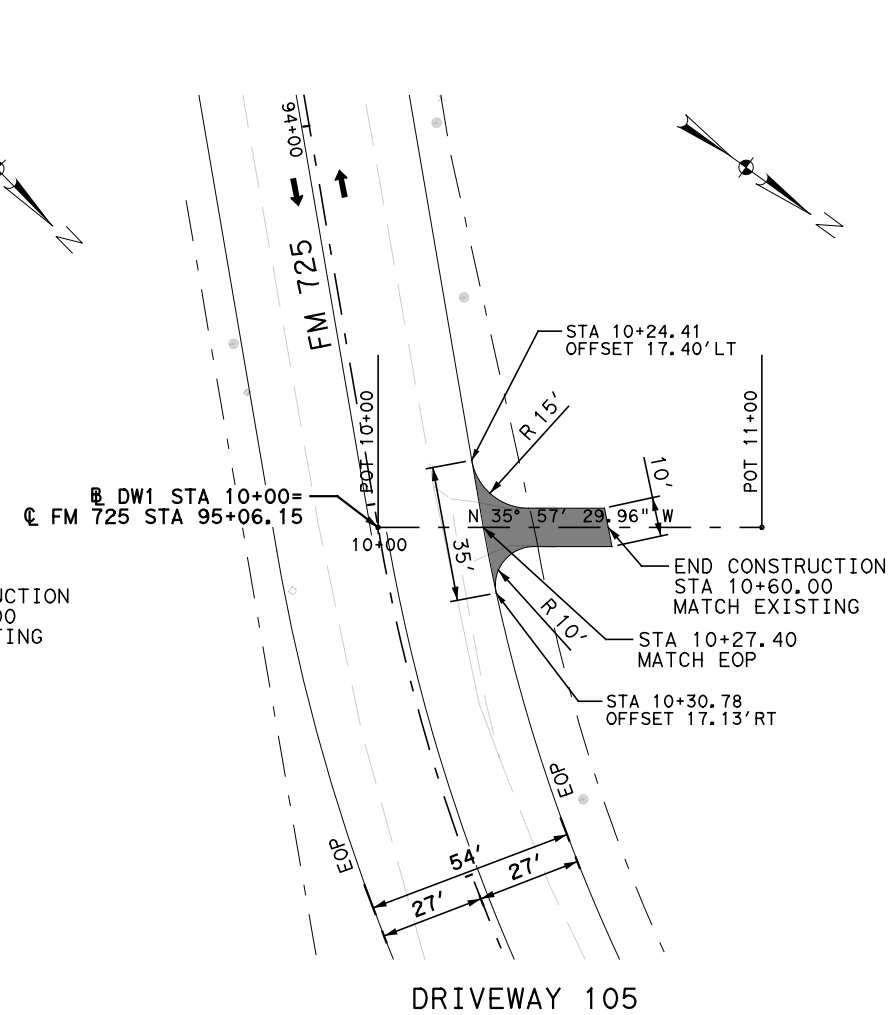 94+00
N
N
FM 725
STA 10+24.41
OFFSET 17.40'LT
R 15'
POT 10+00
POT 11+00
10'
℄ DW1 STA 10+00=
℄ FM 725 STA 95+06.15
N 35° 57' 29.96" W
10+00
35'
END CONSTRUCTION
STA 10+60.00
MATCH EXISTING
UCTION
00
TING
R 10'
STA 10+27.40
MATCH EOP
STA 10+30.78
OFFSET 17.13'RT
EOP
EOP
54'
27'
27'
DRIVEWAY 105